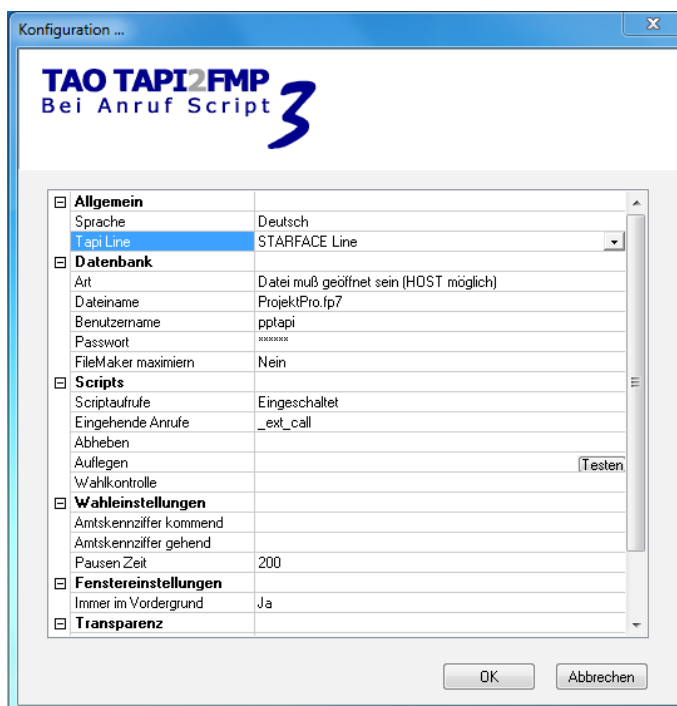 Konfiguration ...
TAO TAPI2FMP
Bei Anruf Script 3
Allgemein
Sprache Deutsch
Tapi Line STARFACE Line
Datenbank
Art Datei muß geöffnet sein (HOST möglich)
Dateiname ProjektPro.fp7
Benutzername pptapi
Passwort ××××××
FileMaker maximiern Nein
Scripts
Scriptaufrufe Eingeschaltet
Eingehende Anrufe _ext_call
Abheben
Auflegen Testen
Wahlkontrolle
Wahleinstellungen
Amtskennziffer kommend
Amtskennziffer gehend
Pausen Zeit 200
Fenstereinstellungen
Immer im Vordergrund Ja
Transparenz
OK Abbrechen